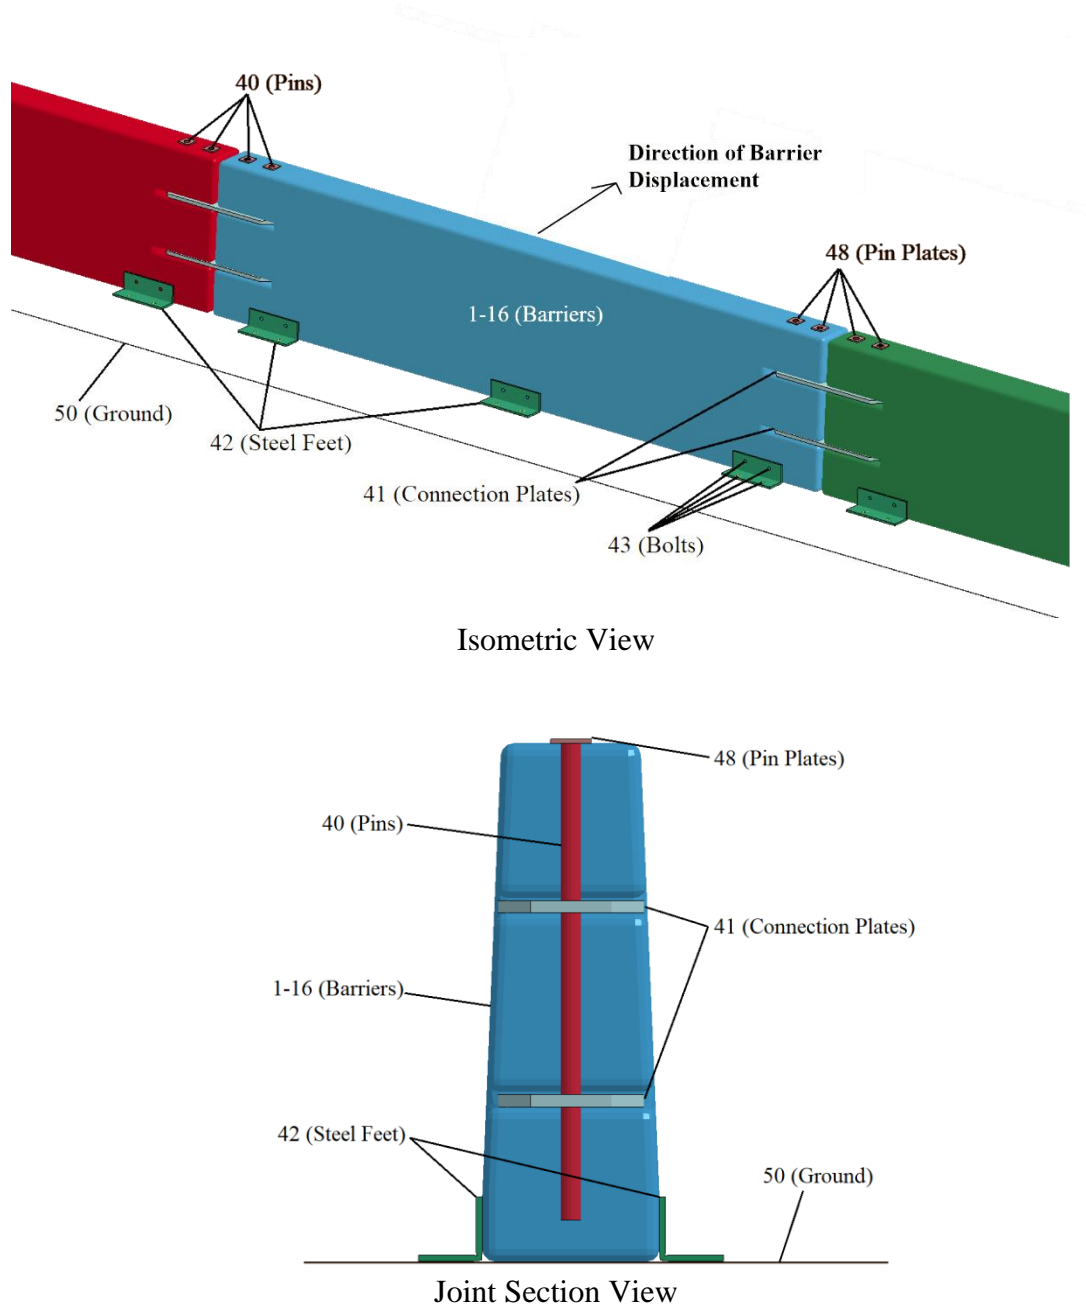 40 (Pins)
Direction of Barrier
Displacement
48 (Pin Plates)
1-16 (Barriers)
50 (Ground)
42 (Steel Feet)
41 (Connection Plates)
43 (Bolts)
Isometric View
48 (Pin Plates)
40 (Pins)
41 (Connection Plates)
1-16 (Barriers)
42 (Steel Feet)
50 (Ground)
Joint Section View